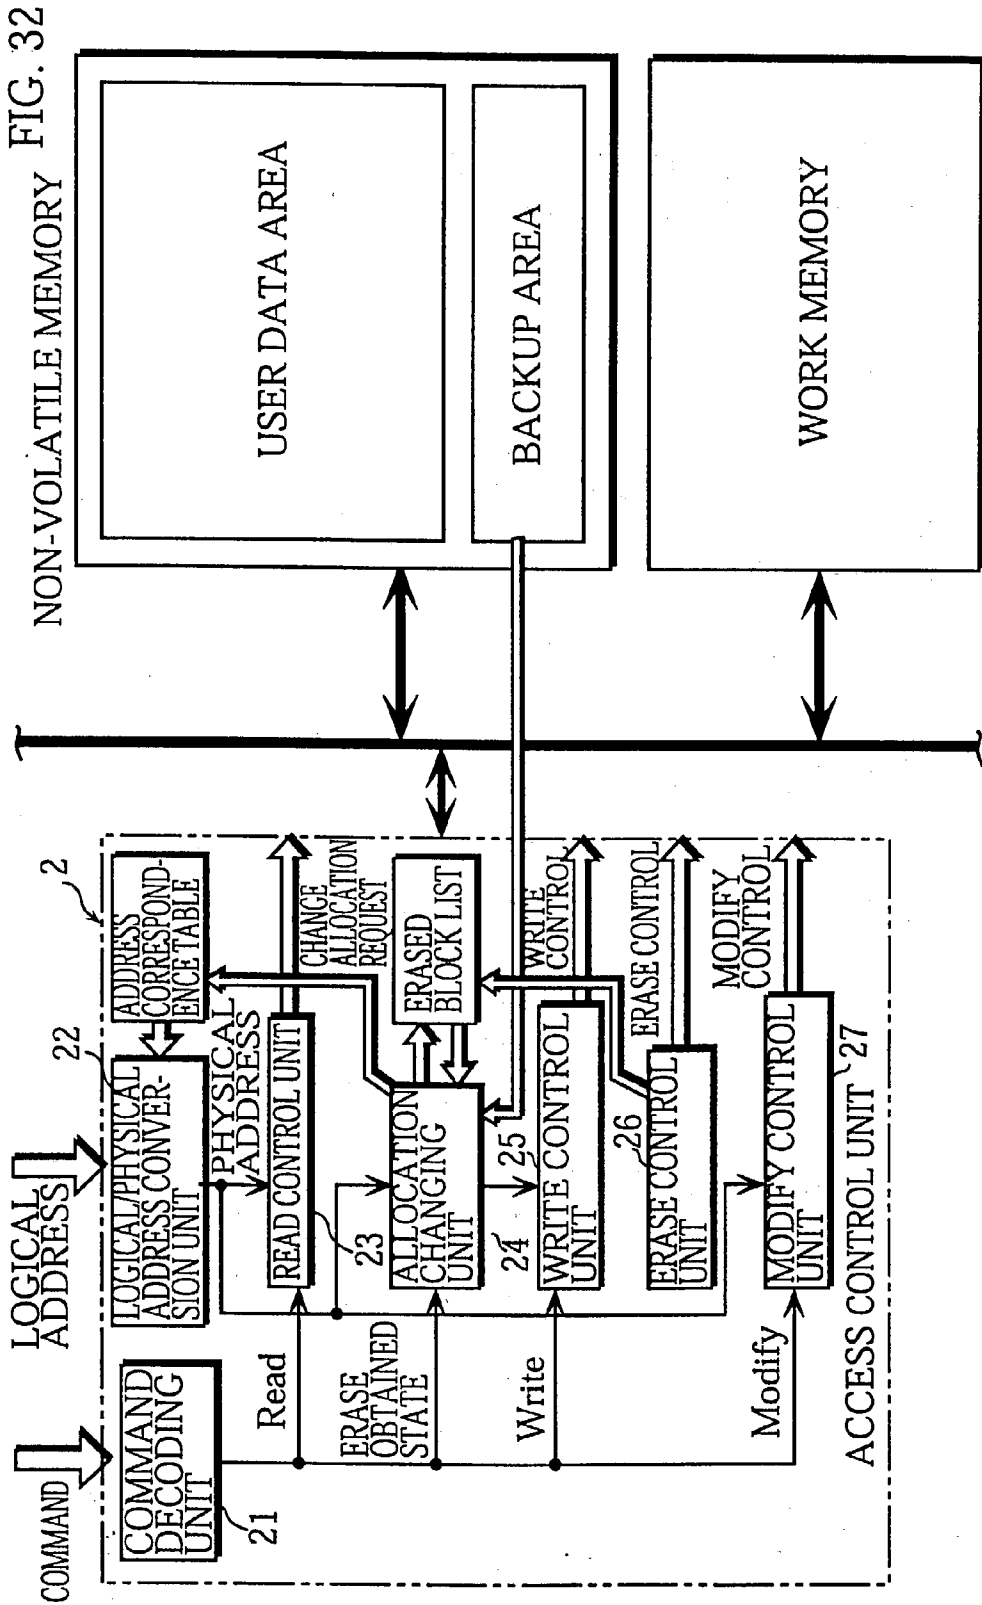 FIG. 32
NON-VOLATILE MEMORY
USER DATA AREA
BACKUP AREA
WORK MEMORY
2
ADDRESS
CORRESPOND-
ENCE TABLE
CHANGE
ALLOCATION
REQUEST
ERASED
BLOCK LIST
WRITE
CONTROL
ERASE CONTROL
MODIFY
CONTROL
LOGICAL
ADDRESS
22
LOGICAL/PHYSICAL
ADDRESS CONVER-
SION UNIT
PHYSICAL
ADDRESS
READ CONTROL UNIT
23
ALLOCATION
CHANGING
UNIT
24
25
WRITE CONTROL
UNIT
26
ERASE CONTROL
UNIT
MODIFY CONTROL
UNIT
27
COMMAND
COMMAND
DECODING
UNIT
21
Read
ERASE
OBTAINED
STATE
Write
Modify
ACCESS CONTROL UNIT